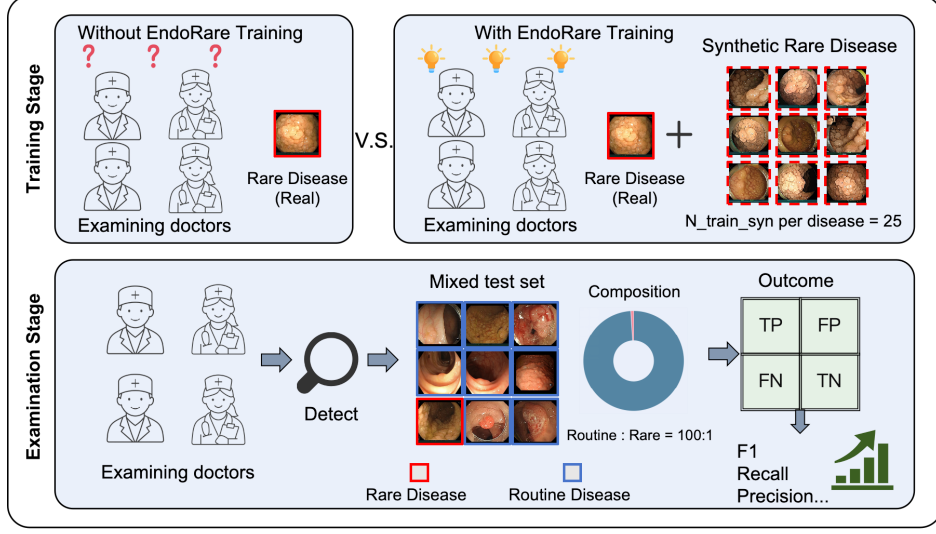 Training Stage
Without EndoRare Training
? ? ?
Rare Disease
(Real)
Examining doctors
V.S.
With EndoRare Training
Synthetic Rare Disease
+
Rare Disease
(Real)
Examining doctors
N_train_syn per disease = 25
Examination Stage
Examining doctors
Detect
Mixed test set
Rare Disease
Routine Disease
Composition
Routine : Rare = 100:1
Outcome
TP FP
FN TN
F1
Recall
Precision...